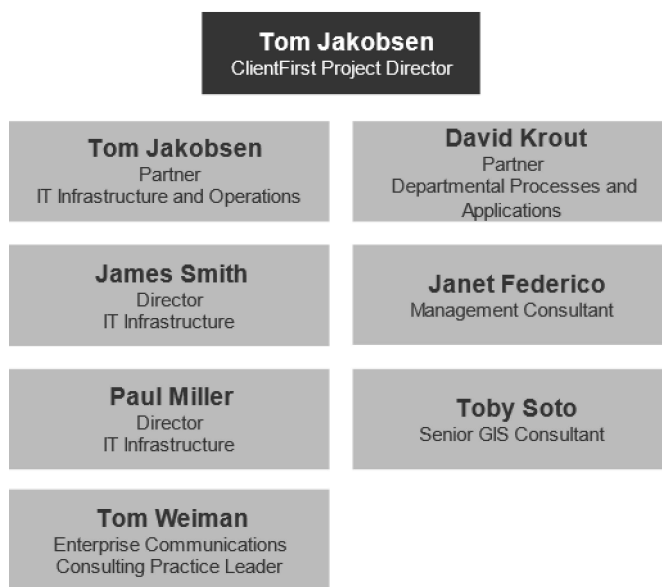 Tom Jakobsen
ClientFirst Project Director
Tom Jakobsen
Partner
IT Infrastructure and Operations
David Krout
Partner
Departmental Processes and
Applications
James Smith
Director
IT Infrastructure
Janet Federico
Management Consultant
Paul Miller
Director
IT Infrastructure
Toby Soto
Senior GIS Consultant
Tom Weiman
Enterprise Communications
Consulting Practice Leader